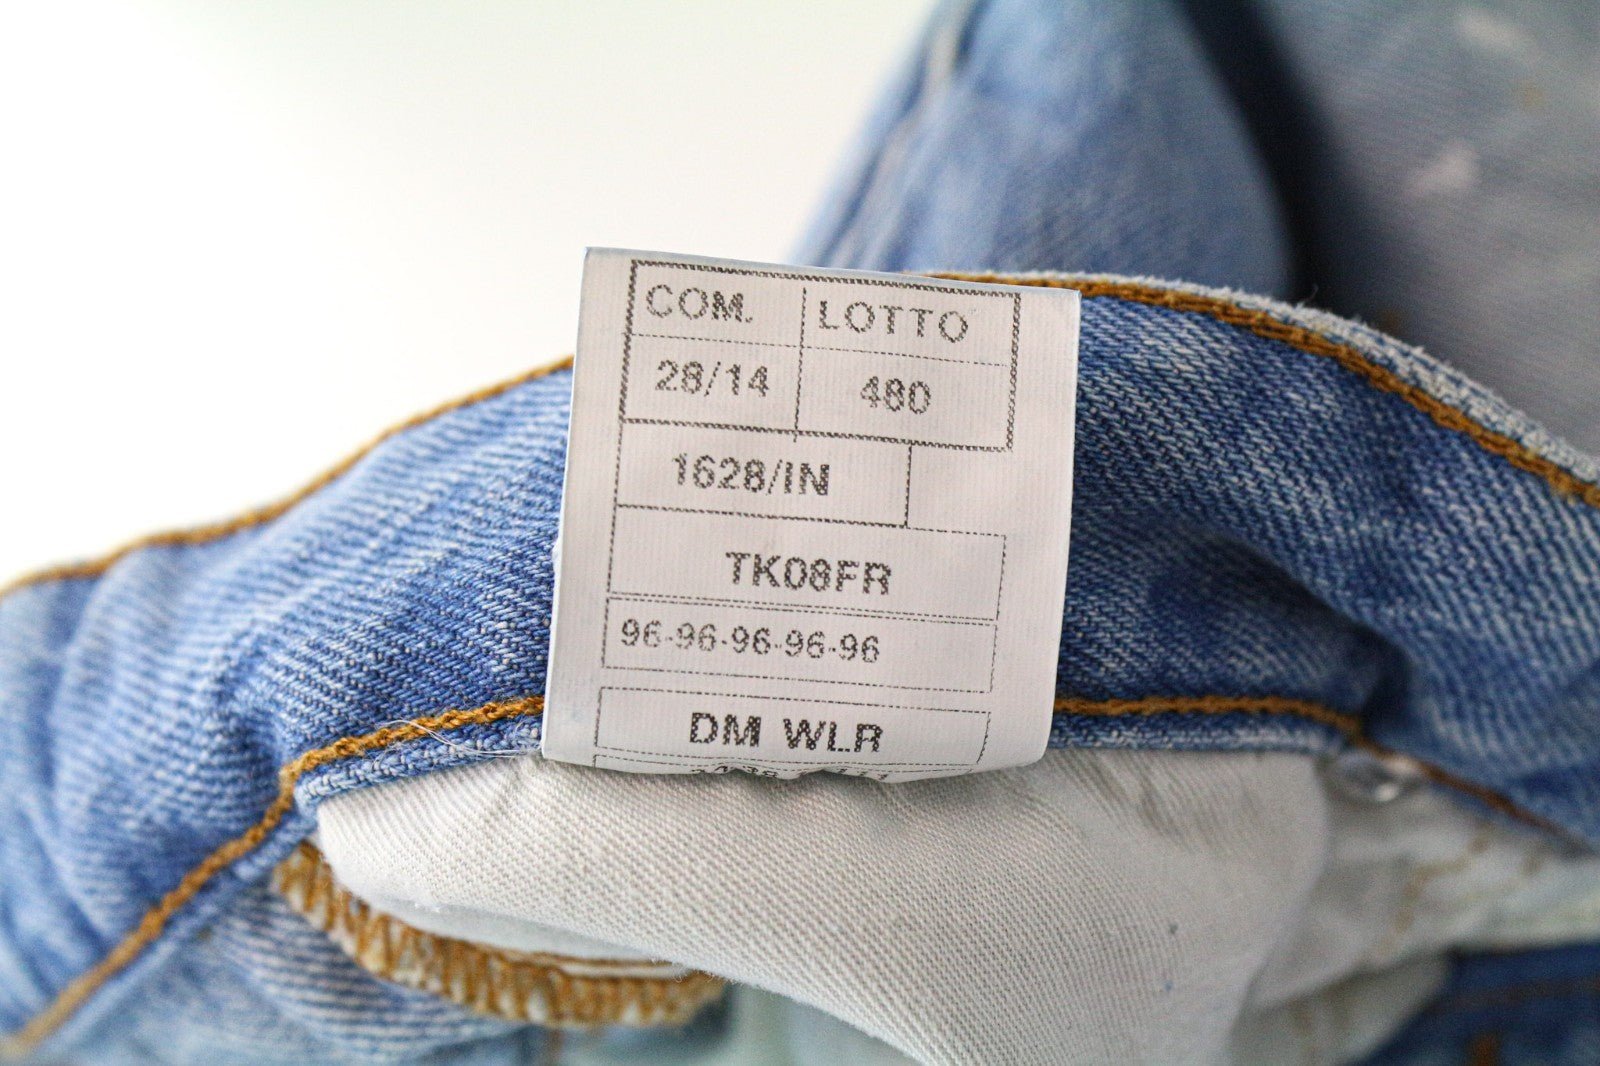 COM. LOTTO
28/14 480
1628/IN
TK08FR
96-96-96-96-96
DM WLR